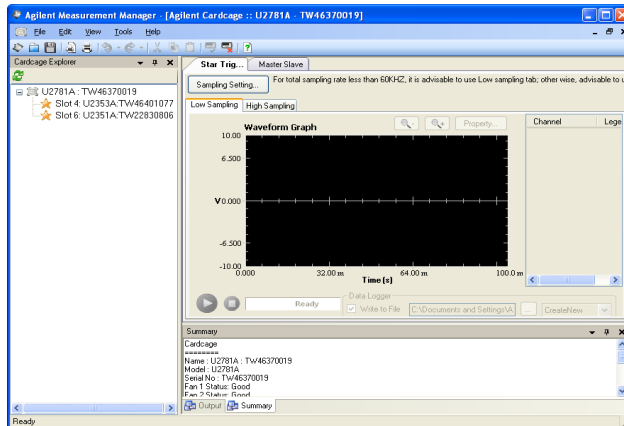 Agilent Measurement Manager - [Agilent Cardcage :: U2781A - TW46370019]
File Edit View Tools Help
Cardcage Explorer
U2781A : TW46370019
Slot 4: U2353A:TW46401077
Slot 6: U2351A:TW22830806
Star Trig... Master Slave
Sampling Setting...
For total sampling rate less than 60KHZ, it is advisable to use Low sampling tab; other wise, advisable to u
Low Sampling High Sampling
Waveform Graph
Property...
Channel Lege
10.00
6.500
V 0.000
-6.500
-10.00
0.000 32.00 m 64.00 m 100.0 m
Time (s)
Data Logger
Ready
Write to File C:\Documents and Settings\A ... CreateNew
Summary
Cardcage
========
Name : U2781A : TW46370019
Model : U2781A
Serial No : TW46370019
Fan 1 Status: Good
Fan 2 Status: Good
Output Summary
Ready